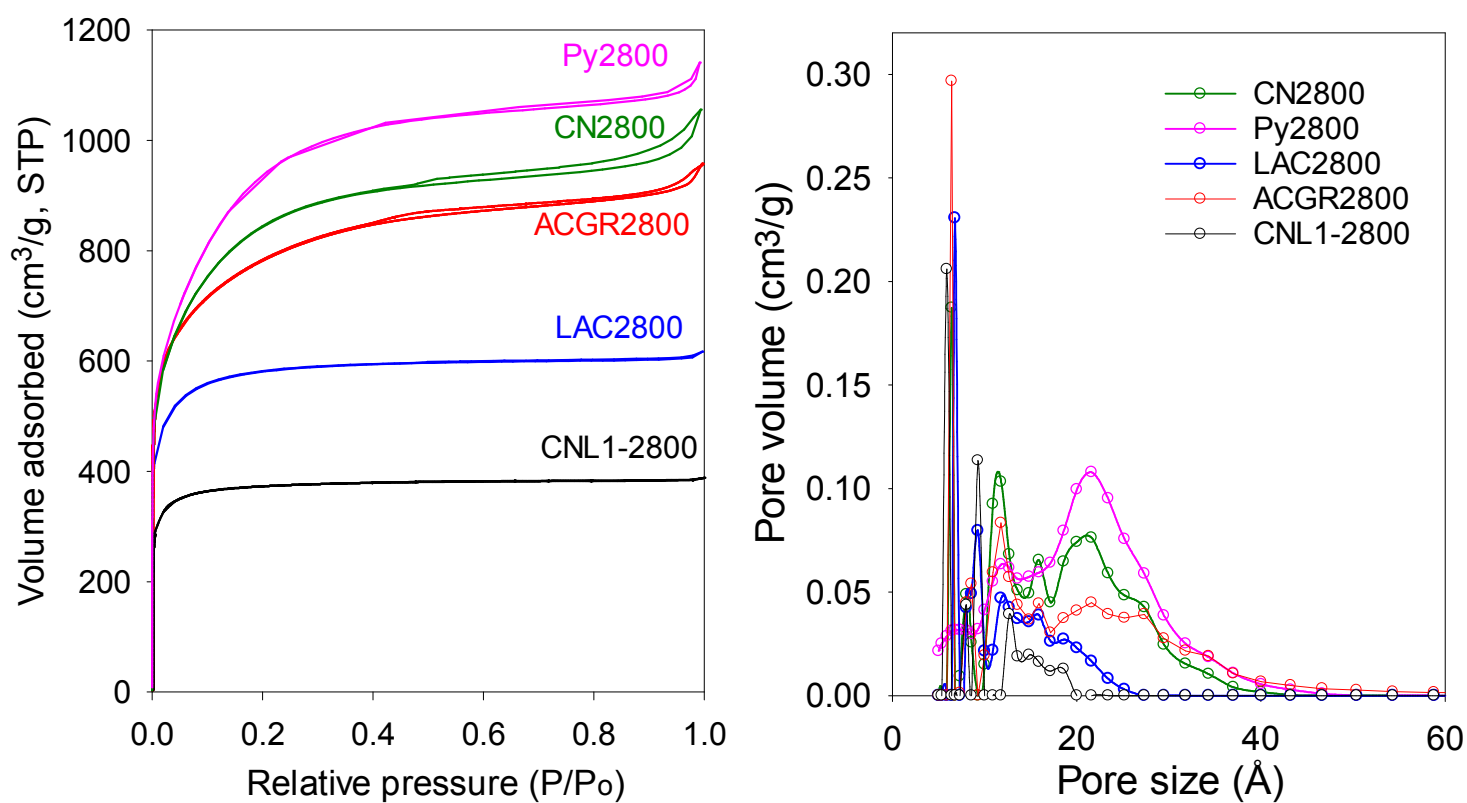 1200
1000
800
600
400
200
0
Volume adsorbed (cm³/g, STP)
Py2800
CN2800
ACGR2800
LAC2800
CNL1-2800
0.0 0.2 0.4 0.6 0.8 1.0
Relative pressure (P/Po)
0.30
0.25
0.20
0.15
0.10
0.05
0.00
Pore volume (cm3/g)
CN2800
Py2800
LAC2800
ACGR2800
CNL1-2800
0 20 40 60
Pore size (Å)